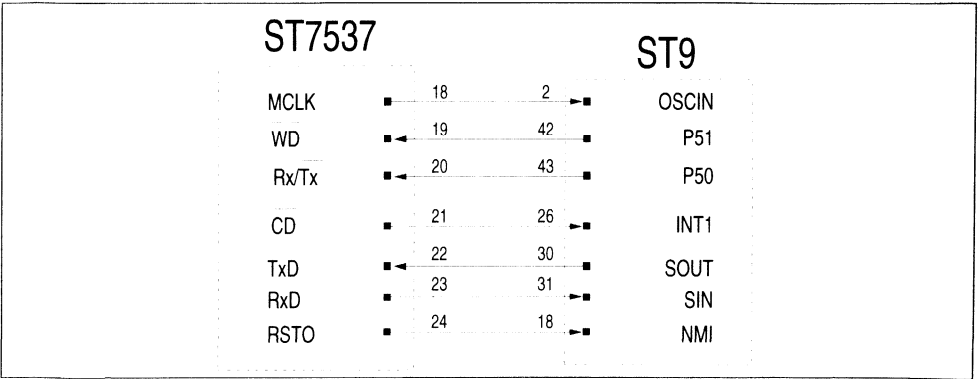 ST7537
ST9
MCLK 18 2 OSCIN
WD 19 42 P51
Rx/Tx 20 43 P50
CD 21 26 INT1
TxD 22 30 SOUT
RxD 23 31 SIN
RSTO 24 18 NMI